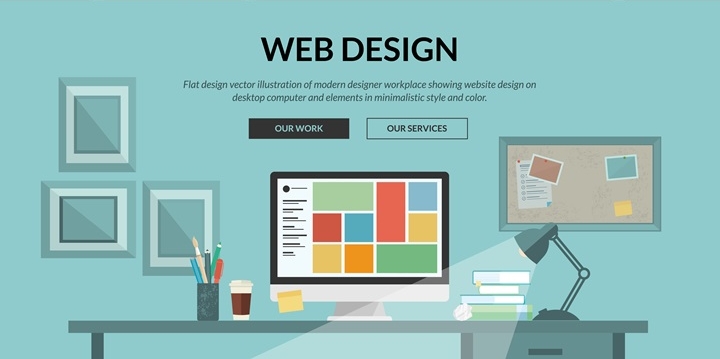 WEB DESIGN
Flat design vector illustration of modern designer workplace showing website design on
desktop computer and elements in minimalistic style and color.
OUR WORK
OUR SERVICES